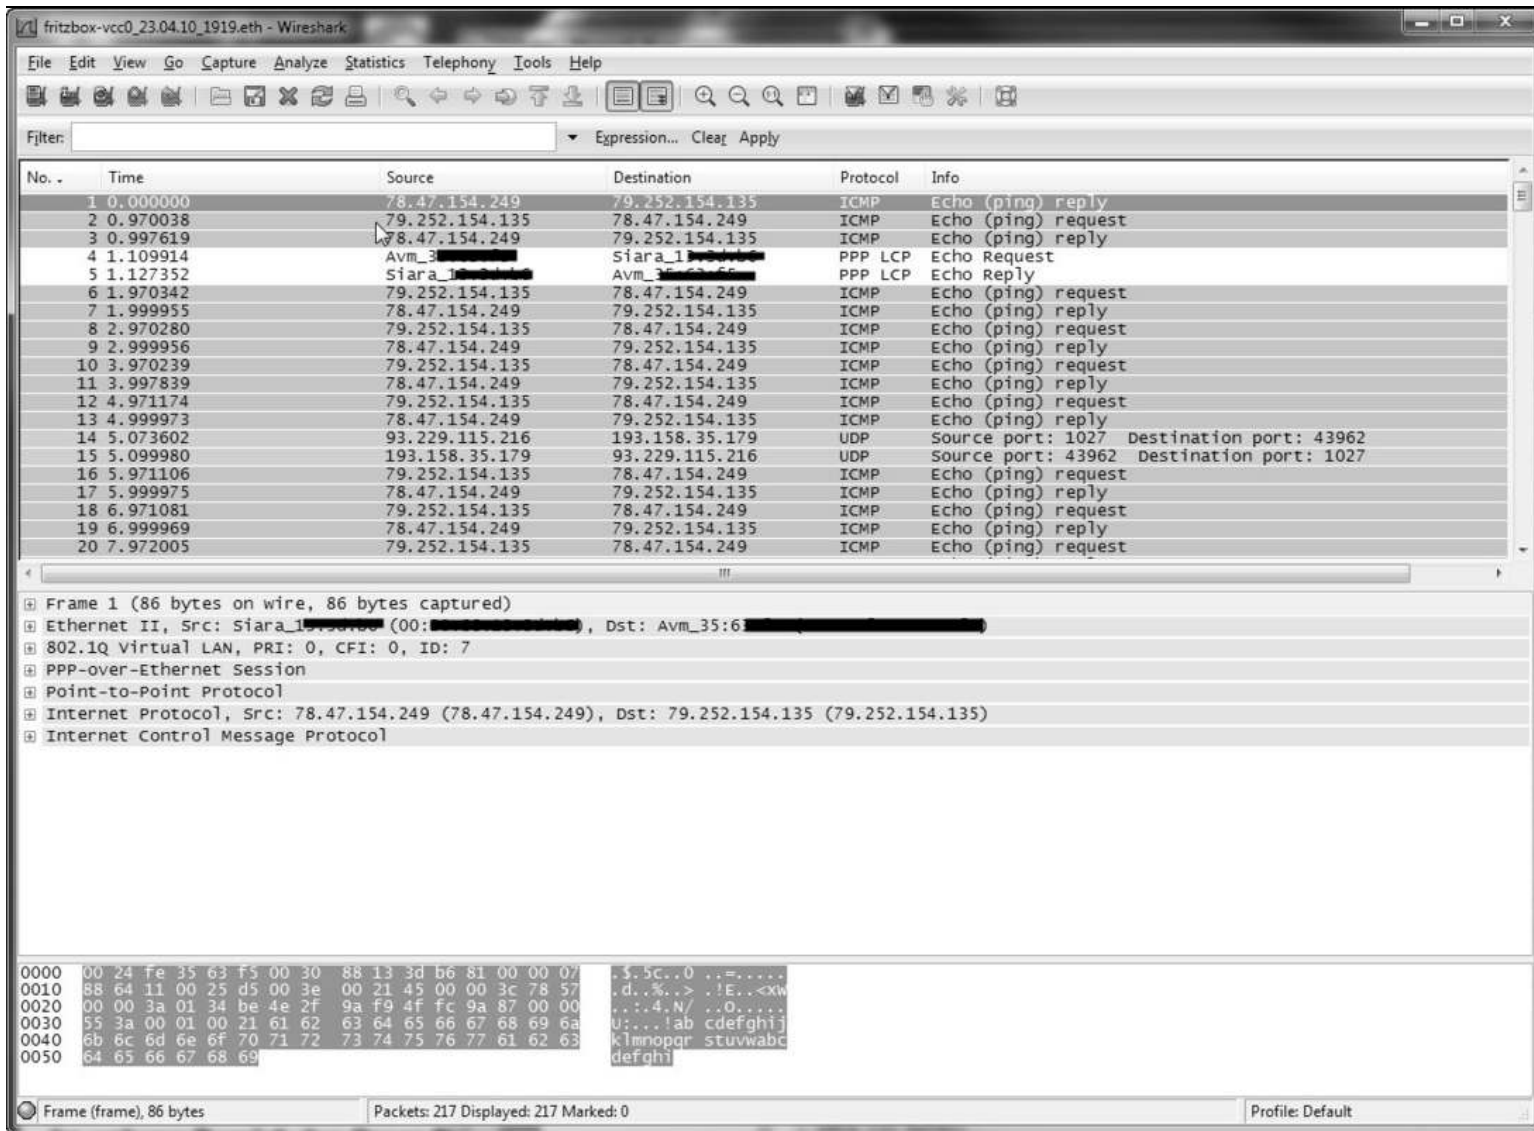 fritzbox-vcc0_23.04.10_1919.eth - Wireshark
File Edit View Go Capture Analyze Statistics Telephony Tools Help
Filter: Expression... Clear Apply
No. . Time Source Destination Protocol Info
1 0.000000 78.47.154.249 79.252.154.135 ICMP Echo (ping) reply
2 0.970038 79.252.154.135 78.47.154.249 ICMP Echo (ping) request
3 0.997619 78.47.154.249 79.252.154.135 ICMP Echo (ping) reply
4 1.109914 Avm_3 Siara_1 PPP LCP Echo Request
5 1.127352 Siara_1 Avm_ PPP LCP Echo Reply
6 1.970342 79.252.154.135 78.47.154.249 ICMP Echo (ping) request
7 1.999955 78.47.154.249 79.252.154.135 ICMP Echo (ping) reply
8 2.970280 79.252.154.135 78.47.154.249 ICMP Echo (ping) request
9 2.999956 78.47.154.249 79.252.154.135 ICMP Echo (ping) reply
10 3.970239 79.252.154.135 78.47.154.249 ICMP Echo (ping) request
11 3.997839 78.47.154.249 79.252.154.135 ICMP Echo (ping) reply
12 4.971174 79.252.154.135 78.47.154.249 ICMP Echo (ping) request
13 4.999973 78.47.154.249 79.252.154.135 ICMP Echo (ping) reply
14 5.073602 93.229.115.216 193.158.35.179 UDP Source port: 1027 Destination port: 43962
15 5.099980 193.158.35.179 93.229.115.216 UDP Source port: 43962 Destination port: 1027
16 5.971106 79.252.154.135 78.47.154.249 ICMP Echo (ping) request
17 5.999975 78.47.154.249 79.252.154.135 ICMP Echo (ping) reply
18 6.971081 79.252.154.135 78.47.154.249 ICMP Echo (ping) request
19 6.999969 78.47.154.249 79.252.154.135 ICMP Echo (ping) reply
20 7.972005 79.252.154.135 78.47.154.249 ICMP Echo (ping) request
Frame 1 (86 bytes on wire, 86 bytes captured)
Ethernet II, Src: Siara_1 (00: ), Dst: Avm_35:6 ( )
802.1Q Virtual LAN, PRI: 0, CFI: 0, ID: 7
PPP-over-Ethernet Session
Point-to-Point Protocol
Internet Protocol, Src: 78.47.154.249 (78.47.154.249), Dst: 79.252.154.135 (79.252.154.135)
Internet Control Message Protocol
0000 00 24 fe 35 63 f5 00 30 88 13 3d b6 81 00 00 07 .$.5c..0 ..=.....
0010 88 64 11 00 25 d5 00 3e 00 21 45 00 00 3c 78 57 .d..%..> .!E..<xW
0020 00 00 3a 01 34 be 4e 2f 9a f9 4f fc 9a 87 00 00 ..:.4.N/ ..O.....
0030 55 3a 00 01 00 21 61 62 63 64 65 66 67 68 69 6a U:...!ab cdefghij
0040 6b 6c 6d 6e 6f 70 71 72 73 74 75 76 77 61 62 63 klmnopqr stuvwabc
0050 64 65 66 67 68 69 defghi
Frame (frame), 86 bytes Packets: 217 Displayed: 217 Marked: 0 Profile: Default